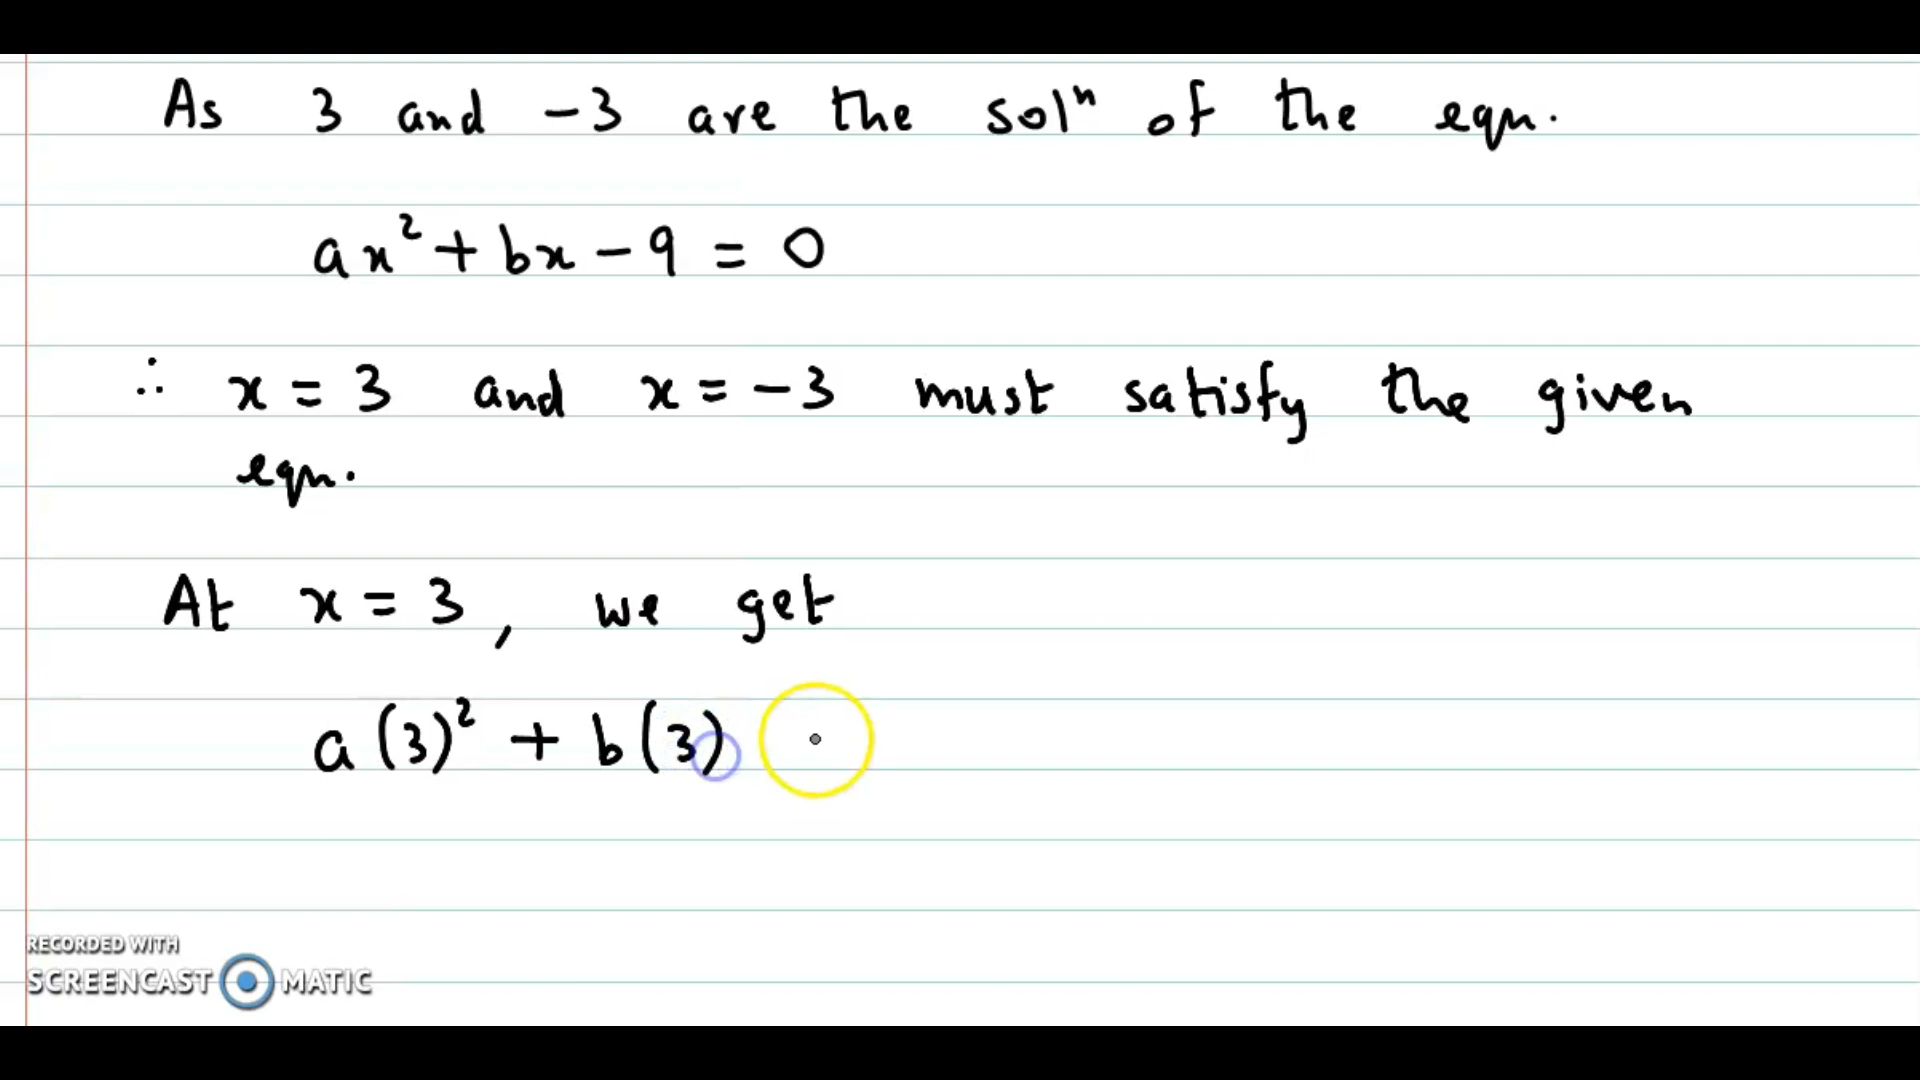 As 3 and -3 are the solⁿ of the eqn.
ax² + bx - 9 = 0
∴ x = 3 and x = -3 must satisfy the given
eqn.
At x = 3, we get
a(3)² + b(3)
RECORDED WITH
SCREENCAST MATIC